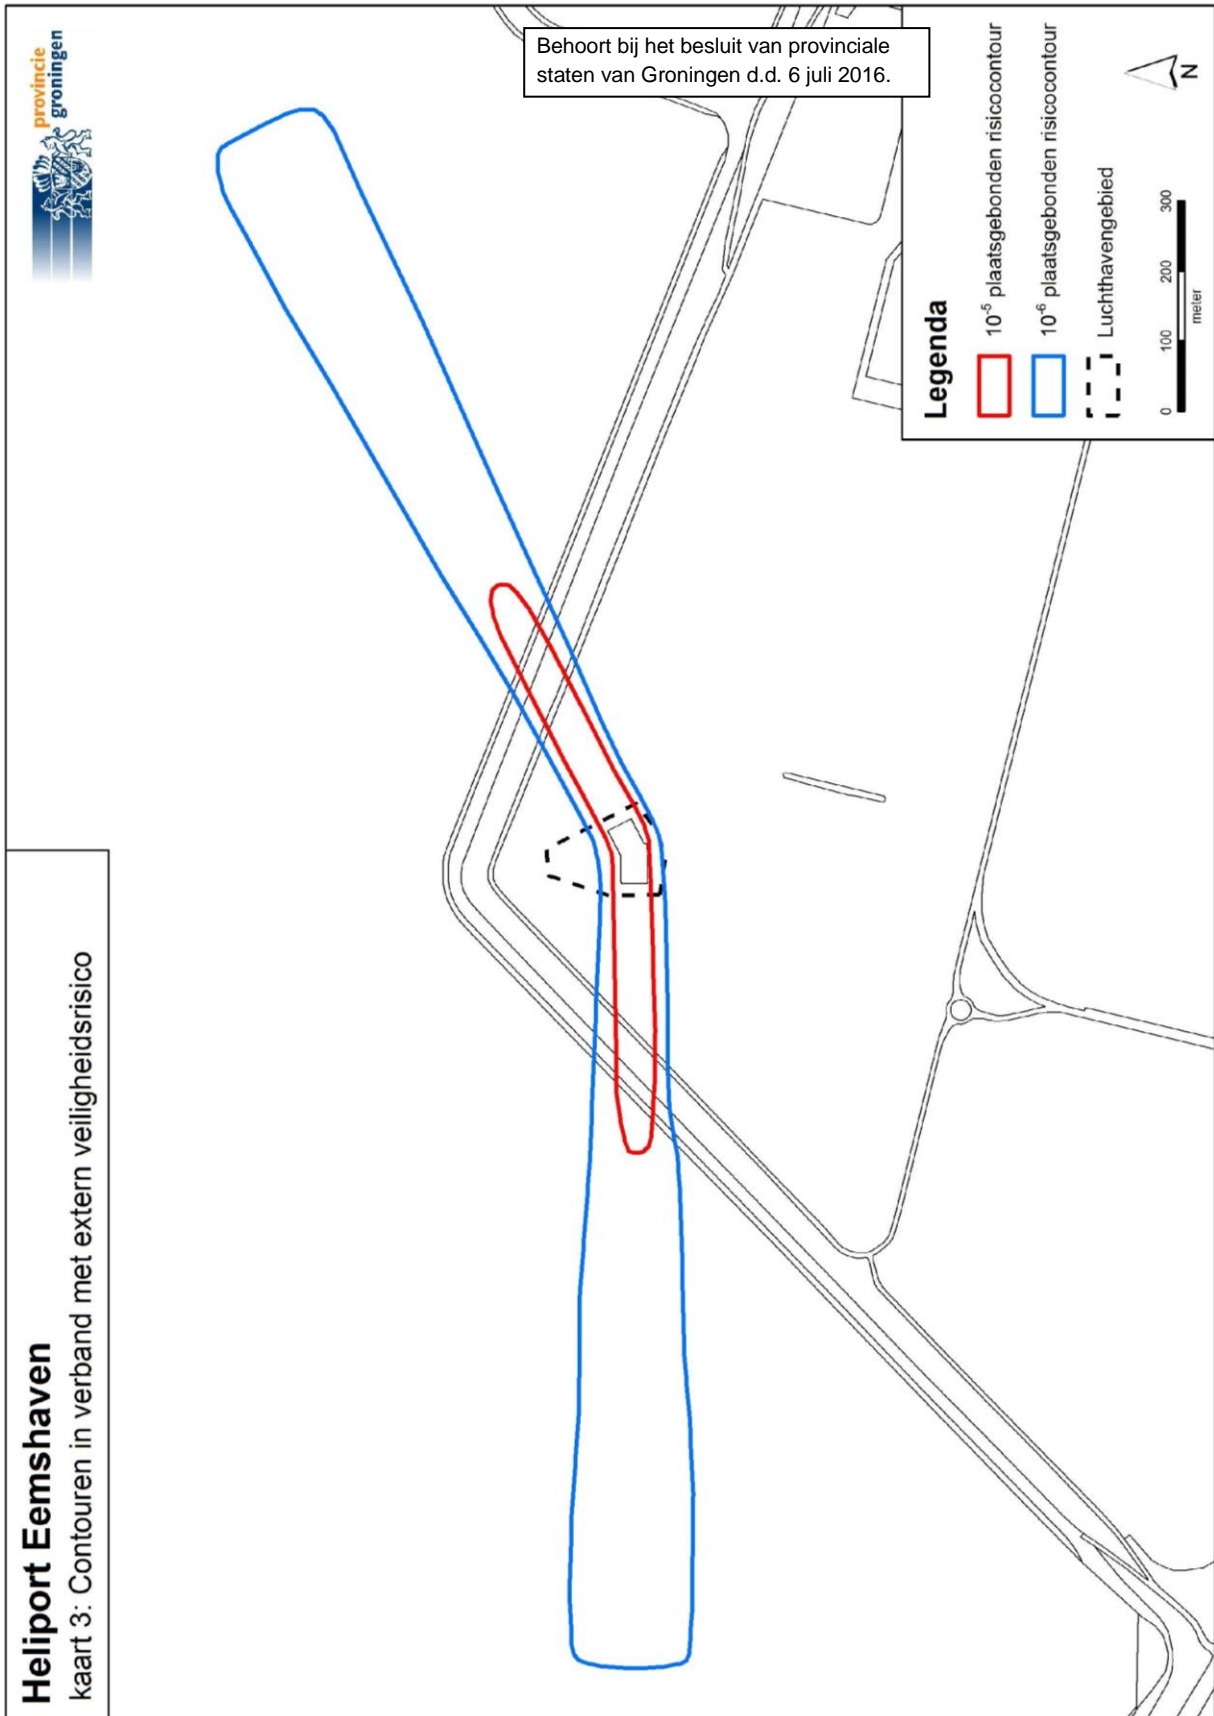 Heliport Eemshaven
kaart 3: Contouren in verband met extern veiligheidsrisico
provincie
groningen
Behoort bij het besluit van provinciale
staten van Groningen d.d. 6 juli 2016.
Legenda
10⁻⁵ plaatsgebonden risicocontour
10⁻⁶ plaatsgebonden risicocontour
Luchthavengebied
0 100 200 300
meter
N